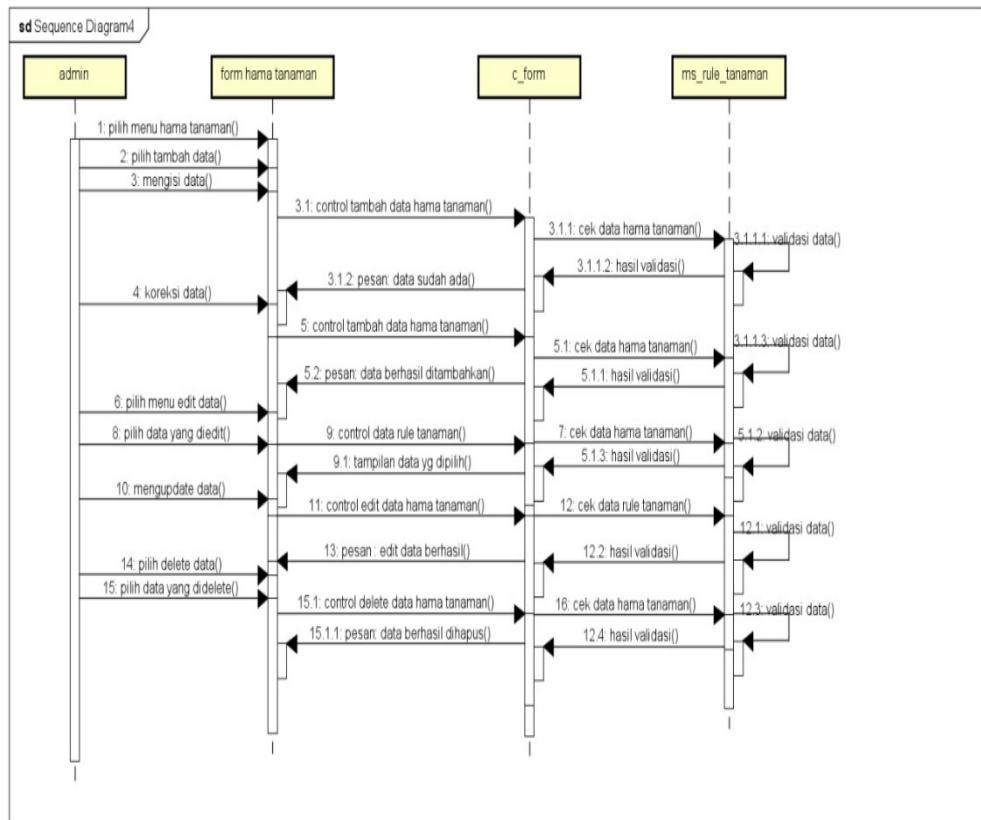 sd Sequence Diagram4
admin
form hama tanaman
c_form
ms_rule_tanaman
1: pilih menu hama tanaman()
2: pilih tambah data()
3: mengisi data()
3.1: control tambah data hama tanaman()
3.1.1: cek data hama tanaman()
3.1.1.1: validasi data()
3.1.1.2: hasil validasi()
3.1.2: pesan: data sudah ada()
4: koreksi data()
5: control tambah data hama tanaman()
3.1.1.3: validasi data()
5.1: cek data hama tanaman()
5.2: pesan: data berhasil ditambahkan()
5.1.1: hasil validasi()
6: pilih menu edit data()
8: pilih data yang diedit()
9: control data rule tanaman()
7: cek data hama tanaman()
5.1.2: validasi data()
9.1: tampilan data yg dipilih()
5.1.3: hasil validasi()
10: mengupdate data()
11: control edit data hama tanaman()
12: cek data rule tanaman()
12.1: validasi data()
13: pesan : edit data berhasil()
12.2: hasil validasi()
14: pilih delete data()
15: pilih data yang didelete()
15.1: control delete data hama tanaman()
16: cek data hama tanaman()
12.3: validasi data()
15.1.1: pesan: data berhasil dihapus()
12.4: hasil validasi()